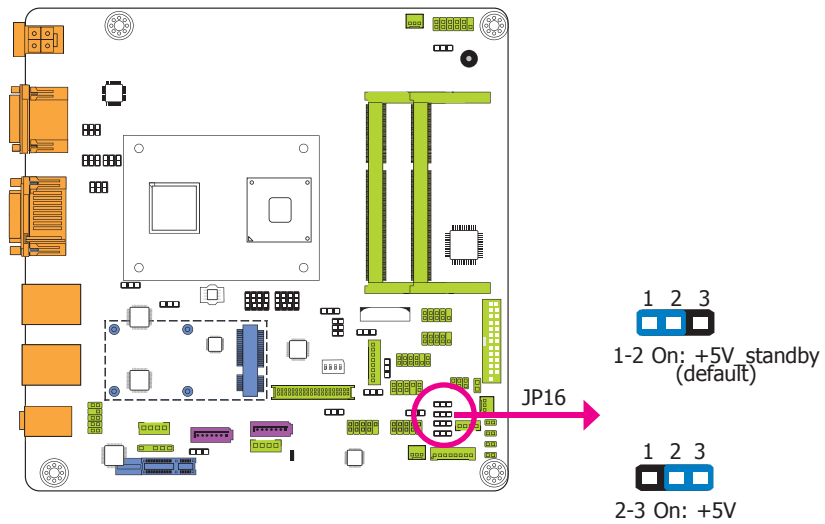 1 2 3
1-2 On: +5V_standby
(default)
JP16
1 2 3
2-3 On: +5V